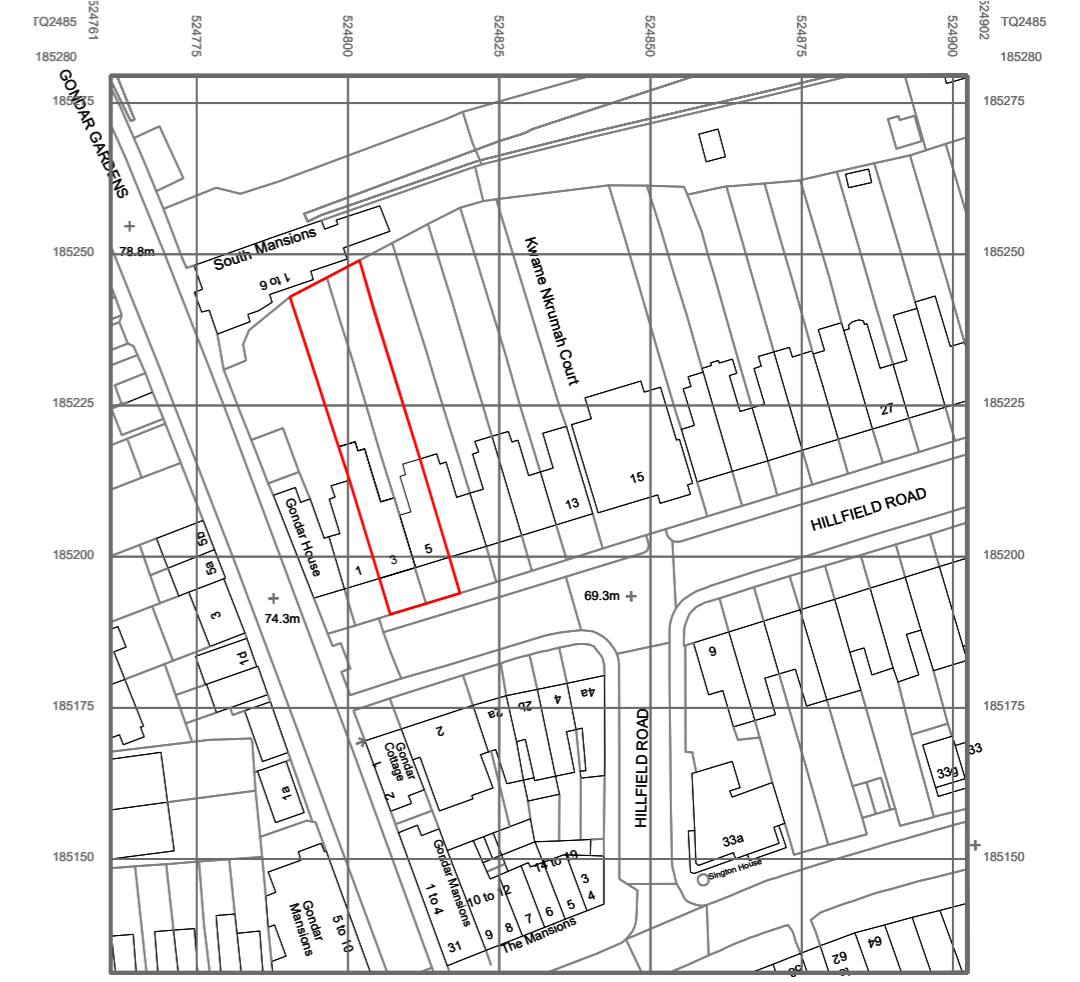 TQ2485
524761
524775
524800
524825
524850
524875
524900
524902
TQ2485
185280
185280
GONDAR GARDENS
185275
185275
78.8m
South Mansions
1 to 6
185250
185250
Kwame Nkrumah Court
185225
185225
27
15
13
HILLFIELD ROAD
Gondar House
5b
5a
1
3
5
185200
185200
3
74.3m
69.3m
1d
9
185175
185175
2
2a
2b
4
4a
HILLFIELD ROAD
Gondar
Cottage
1
2
1a
33
33g
33a
Sington House
185150
185150
Gondar Mansions
1 to 4
10 to 12
14 to 19
3
4
5
6
7
8
9
31
The Mansions
Gondar
Mansions
5 to 19
62
64